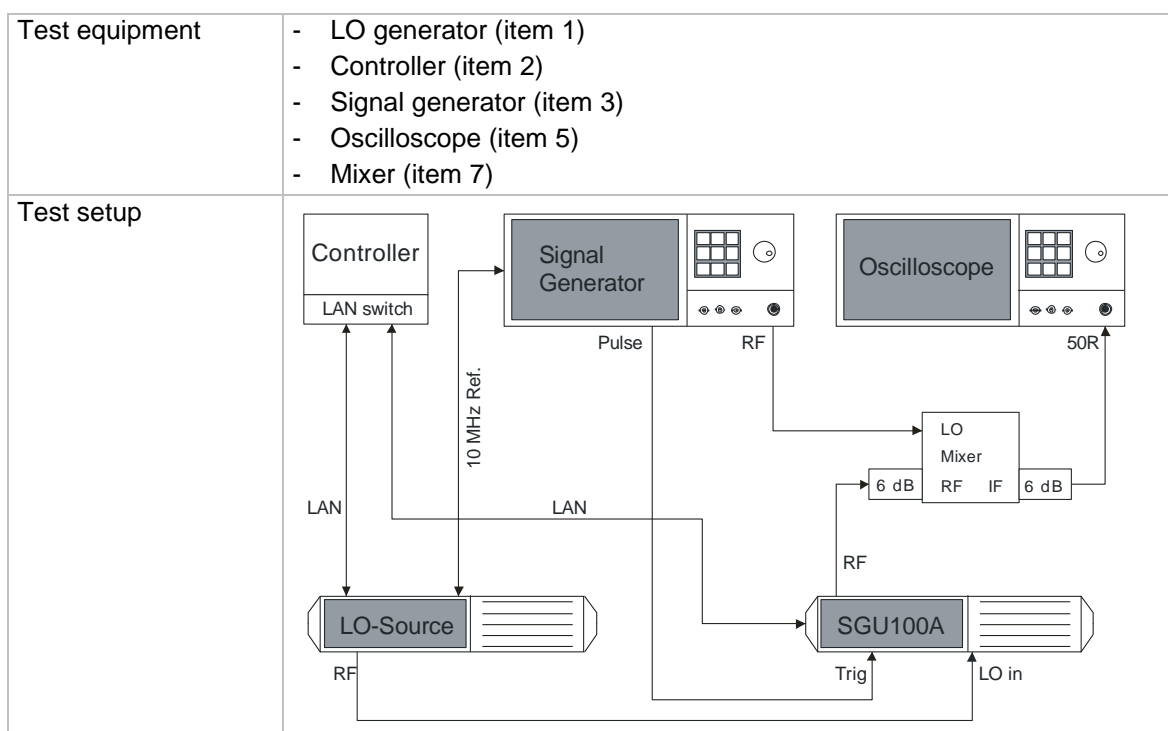 Test equipment
- LO generator (item 1)
- Controller (item 2)
- Signal generator (item 3)
- Oscilloscope (item 5)
- Mixer (item 7)
Test setup
Controller
LAN switch
Signal
Generator
Oscilloscope
Pulse
RF
50R
10 MHz Ref.
LO
Mixer
6 dB
RF
IF
6 dB
LAN
LAN
RF
LO-Source
SGU100A
RF
Trig
LO in